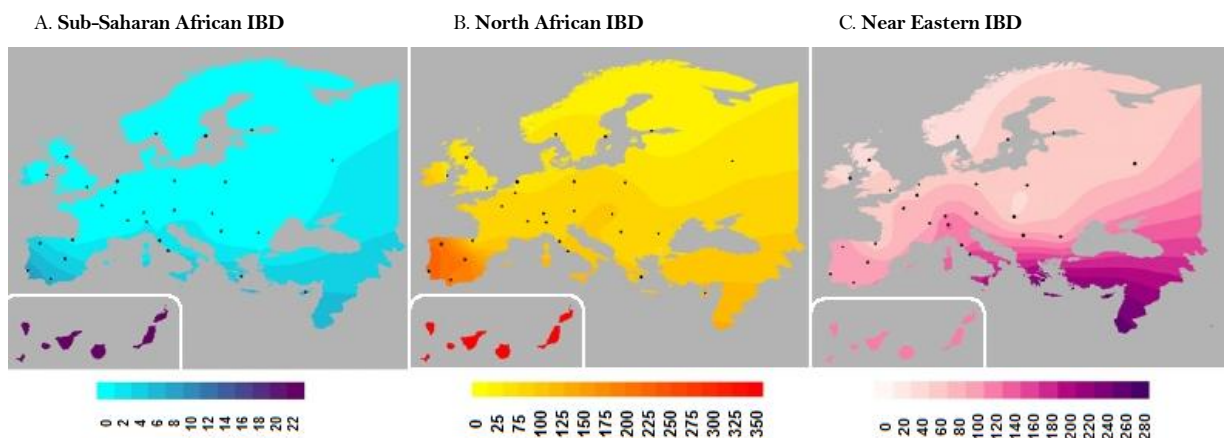 A. Sub-Saharan African IBD
B. North African IBD
C. Near Eastern IBD
0 2 4 6 8 10 12 14 16 18 20 22
0 25 50 75 100 125 150 175 200 225 250 275 300 325 350
0 20 40 60 80 100 120 140 160 180 200 220 240 260 280